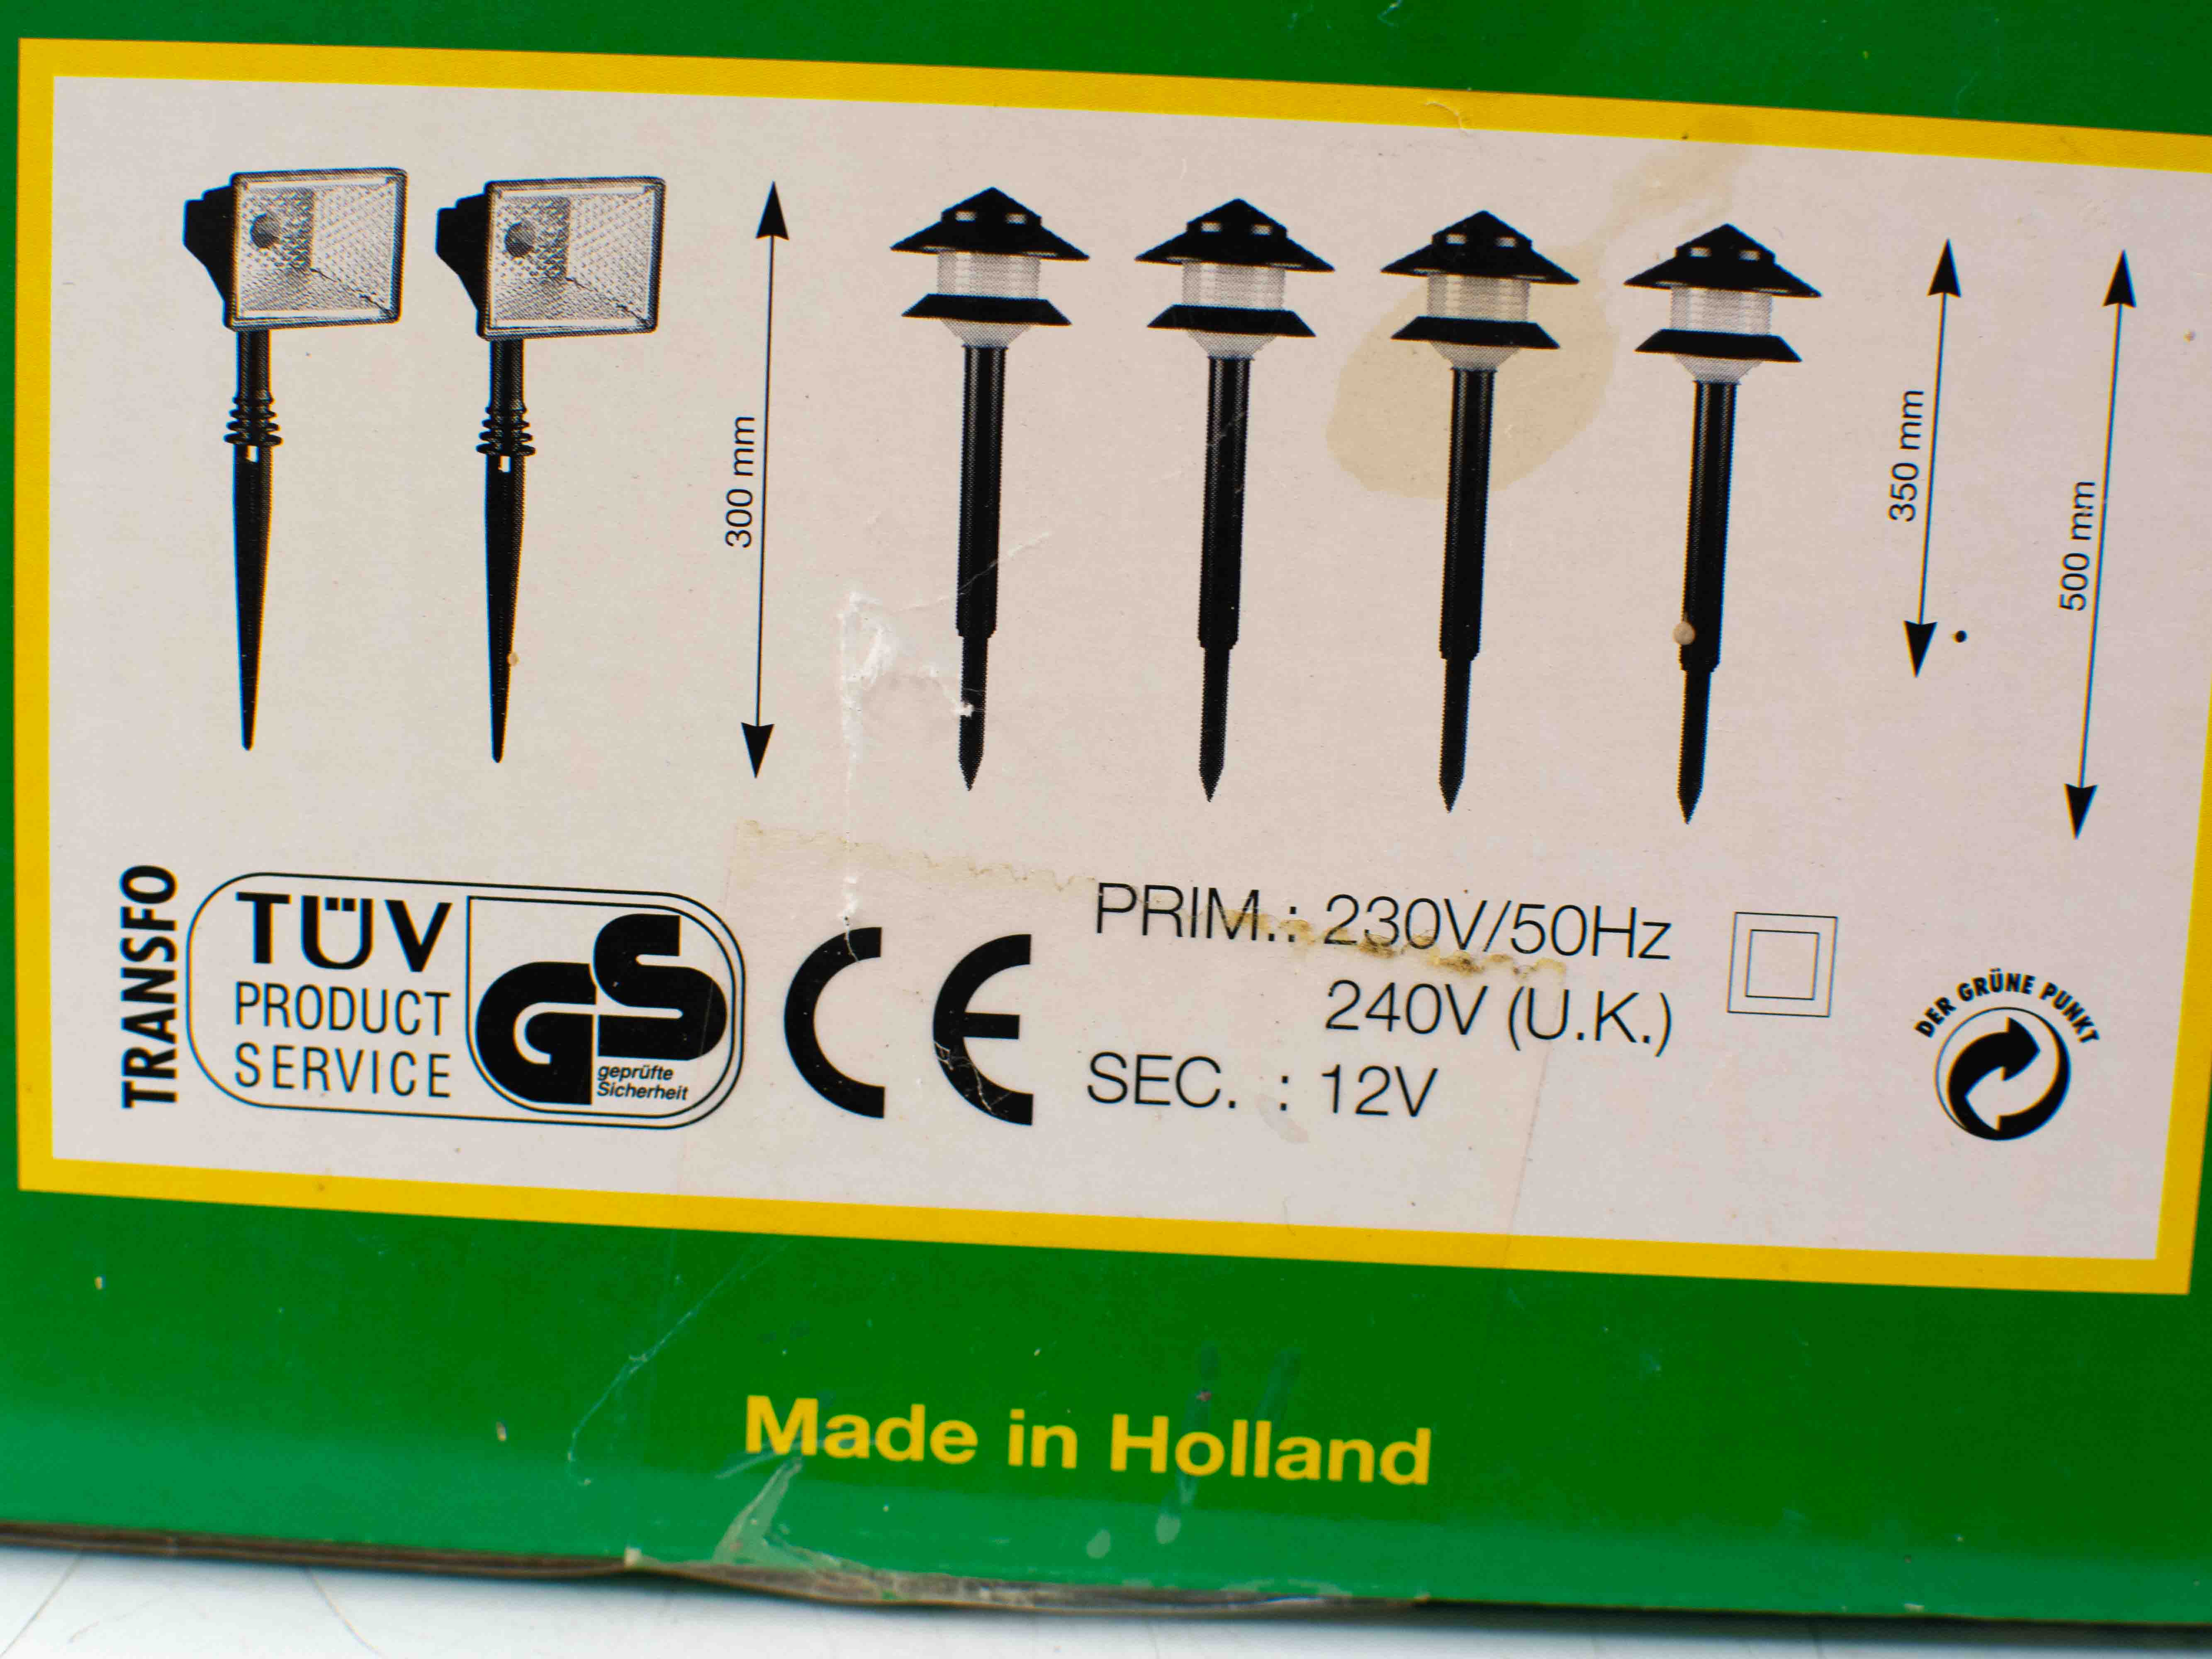 300 mm
350 mm
500 mm
TRANSFO
TÜV
PRODUCT
SERVICE
GS
geprüfte
Sicherheit
CE
PRIM.: 230V/50Hz
240V (U.K.)
SEC. : 12V
DER GRÜNE PUNKT
Made in Holland